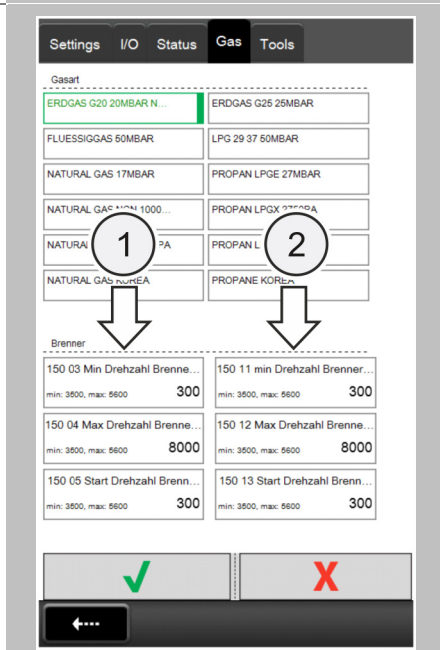 Settings I/O Status Gas Tools
Gasart
ERDGAS G20 20MBAR N... ERDGAS G25 25MBAR
FLUESSIGGAS 50MBAR LPG 29 37 50MBAR
NATURAL GAS 17MBAR PROPAN LPGE 27MBAR
NATURAL GAS 1000... PROPAN LPGX
PA PROPAN
NATURAL GAS KOREA PROPANE KOREA
1 2
Brenner
150 03 Min Drehzahl Brenne... 150 11 min Drehzahl Brenner...
min: 3500, max: 5600 300 min: 3500, max: 5600 300
150 04 Max Drehzahl Brenne... 150 12 Max Drehzahl Brenne...
min: 3500, max: 5600 8000 min: 3500, max: 5600 8000
150 05 Start Drehzahl Brenn... 150 13 Start Drehzahl Brenn...
min: 3500, max: 5600 300 min: 3500, max: 5600 300